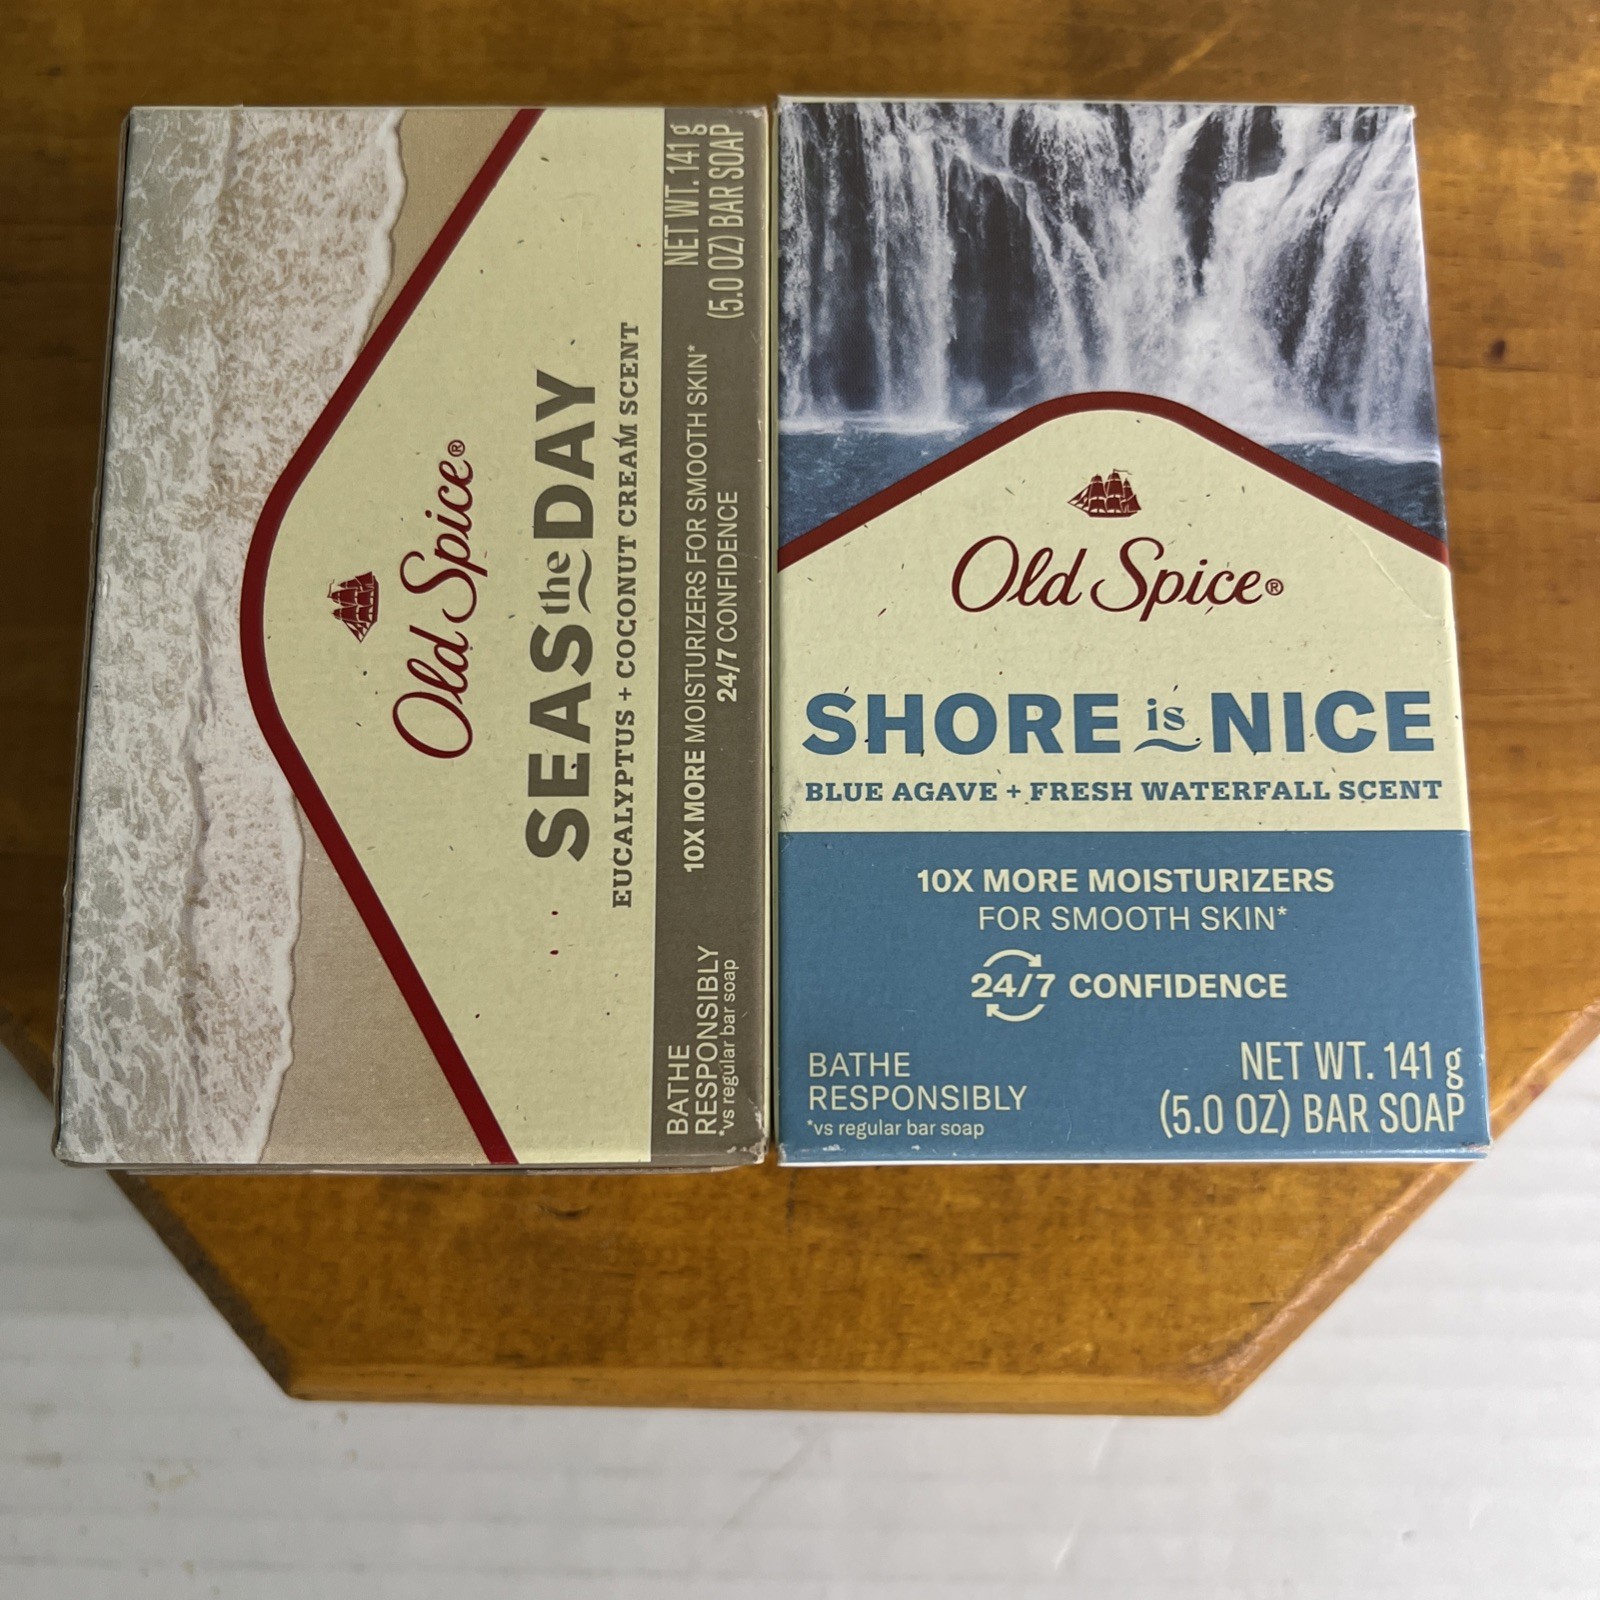 Old Spice®
SEAS the DAY
EUCALYPTUS + COCONUT CREAM SCENT
10X MORE MOISTURIZERS FOR SMOOTH SKIN*
24/7 CONFIDENCE
BATHE
RESPONSIBLY
*vs regular bar soap
NET WT. 141 g
(5.0 OZ) BAR SOAP
Old Spice®
SHORE is NICE
BLUE AGAVE + FRESH WATERFALL SCENT
10X MORE MOISTURIZERS
FOR SMOOTH SKIN*
24/7 CONFIDENCE
BATHE
RESPONSIBLY
*vs regular bar soap
NET WT. 141 g
(5.0 OZ) BAR SOAP